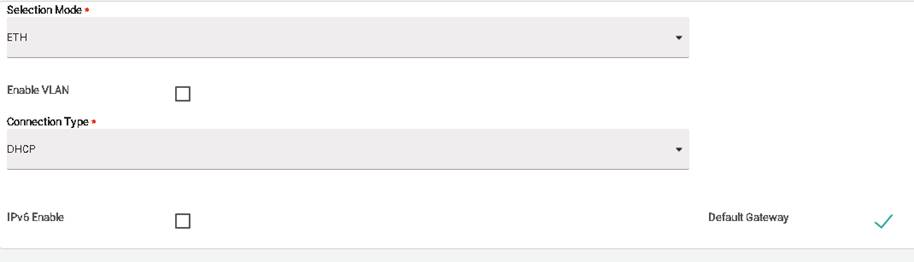 Selection Mode *
ETH
Enable VLAN
Connection Type *
DHCP
IPv6 Enable
Default Gateway